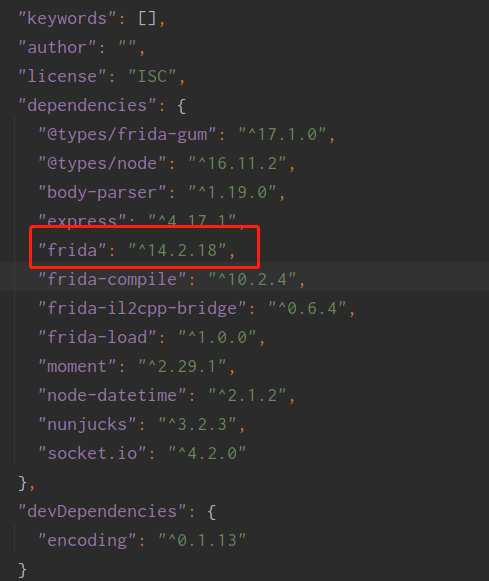 "keywords": [],
"author": "",
"license": "ISC",
"dependencies": {
"@types/frida-gum": "^17.1.0",
"@types/node": "^16.11.2",
"body-parser": "^1.19.0",
"express": "^4.17.1",
"frida": "^14.2.18",
"frida-compile": "^10.2.4",
"frida-il2cpp-bridge": "^0.6.4",
"frida-load": "^1.0.0",
"moment": "^2.29.1",
"node-datetime": "^2.1.2",
"nunjucks": "^3.2.3",
"socket.io": "^4.2.0"
},
"devDependencies": {
"encoding": "^0.1.13"
}